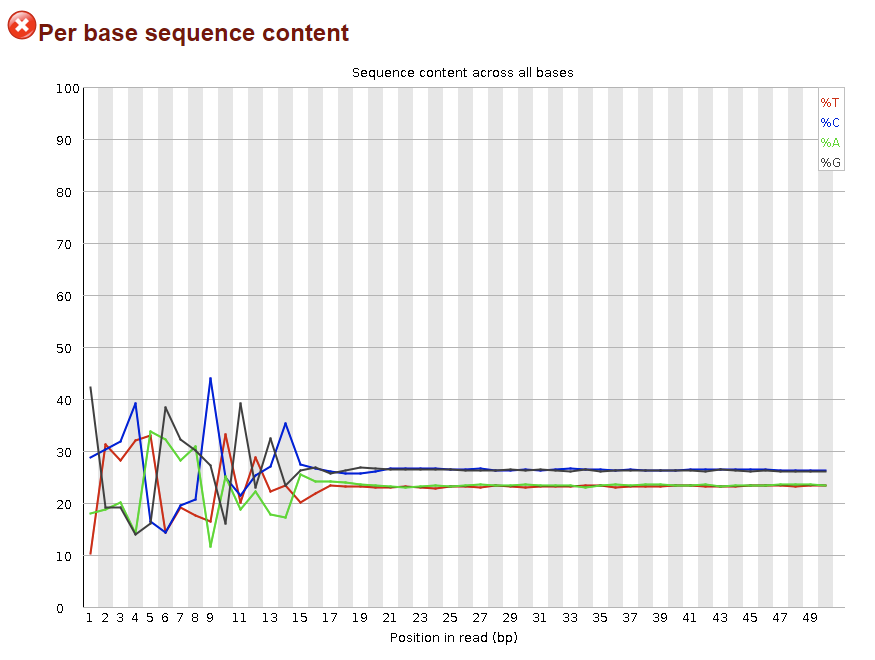 Per base sequence content
Sequence content across all bases
%T
%C
%A
%G
100
90
80
70
60
50
40
30
20
10
0
1 2 3 4 5 6 7 8 9 11 13 15 17 19 21 23 25 27 29 31 33 35 37 39 41 43 45 47 49
Position in read (bp)